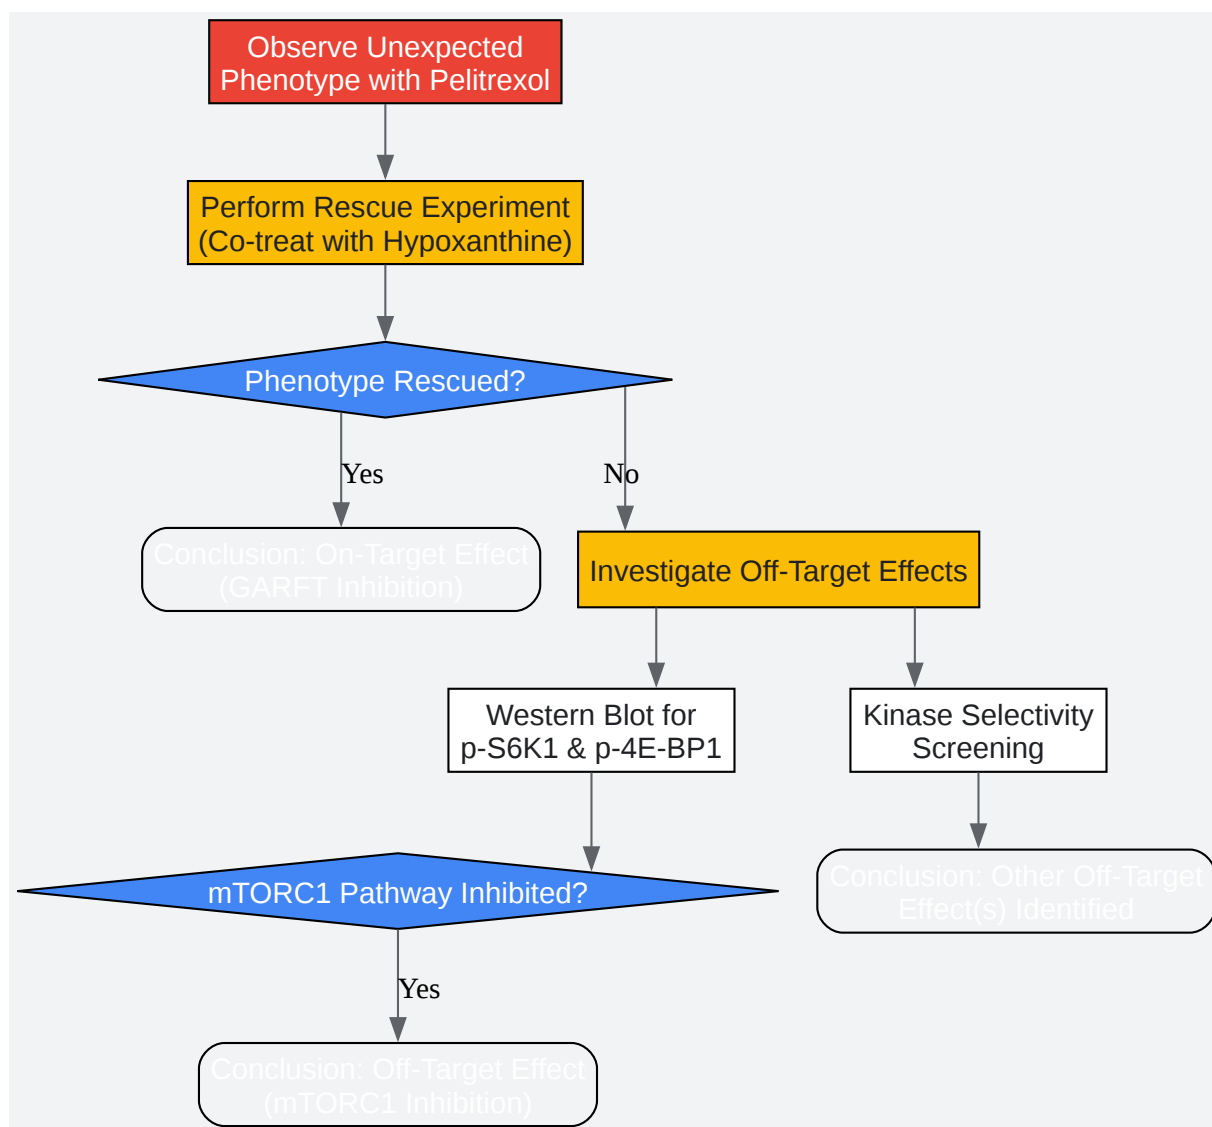 Observe Unexpected
Phenotype with Pelitrexol
Perform Rescue Experiment
(Co-treat with Hypoxanthine)
Phenotype Rescued?
Yes
No
Conclusion: On-Target Effect
(GARFT Inhibition)
Investigate Off-Target Effects
Western Blot for
p-S6K1 & p-4E-BP1
Kinase Selectivity
Screening
mTORC1 Pathway Inhibited?
Conclusion: Other Off-Target
Effect(s) Identified
Yes
Conclusion: Off-Target Effect
(mTORC1 Inhibition)